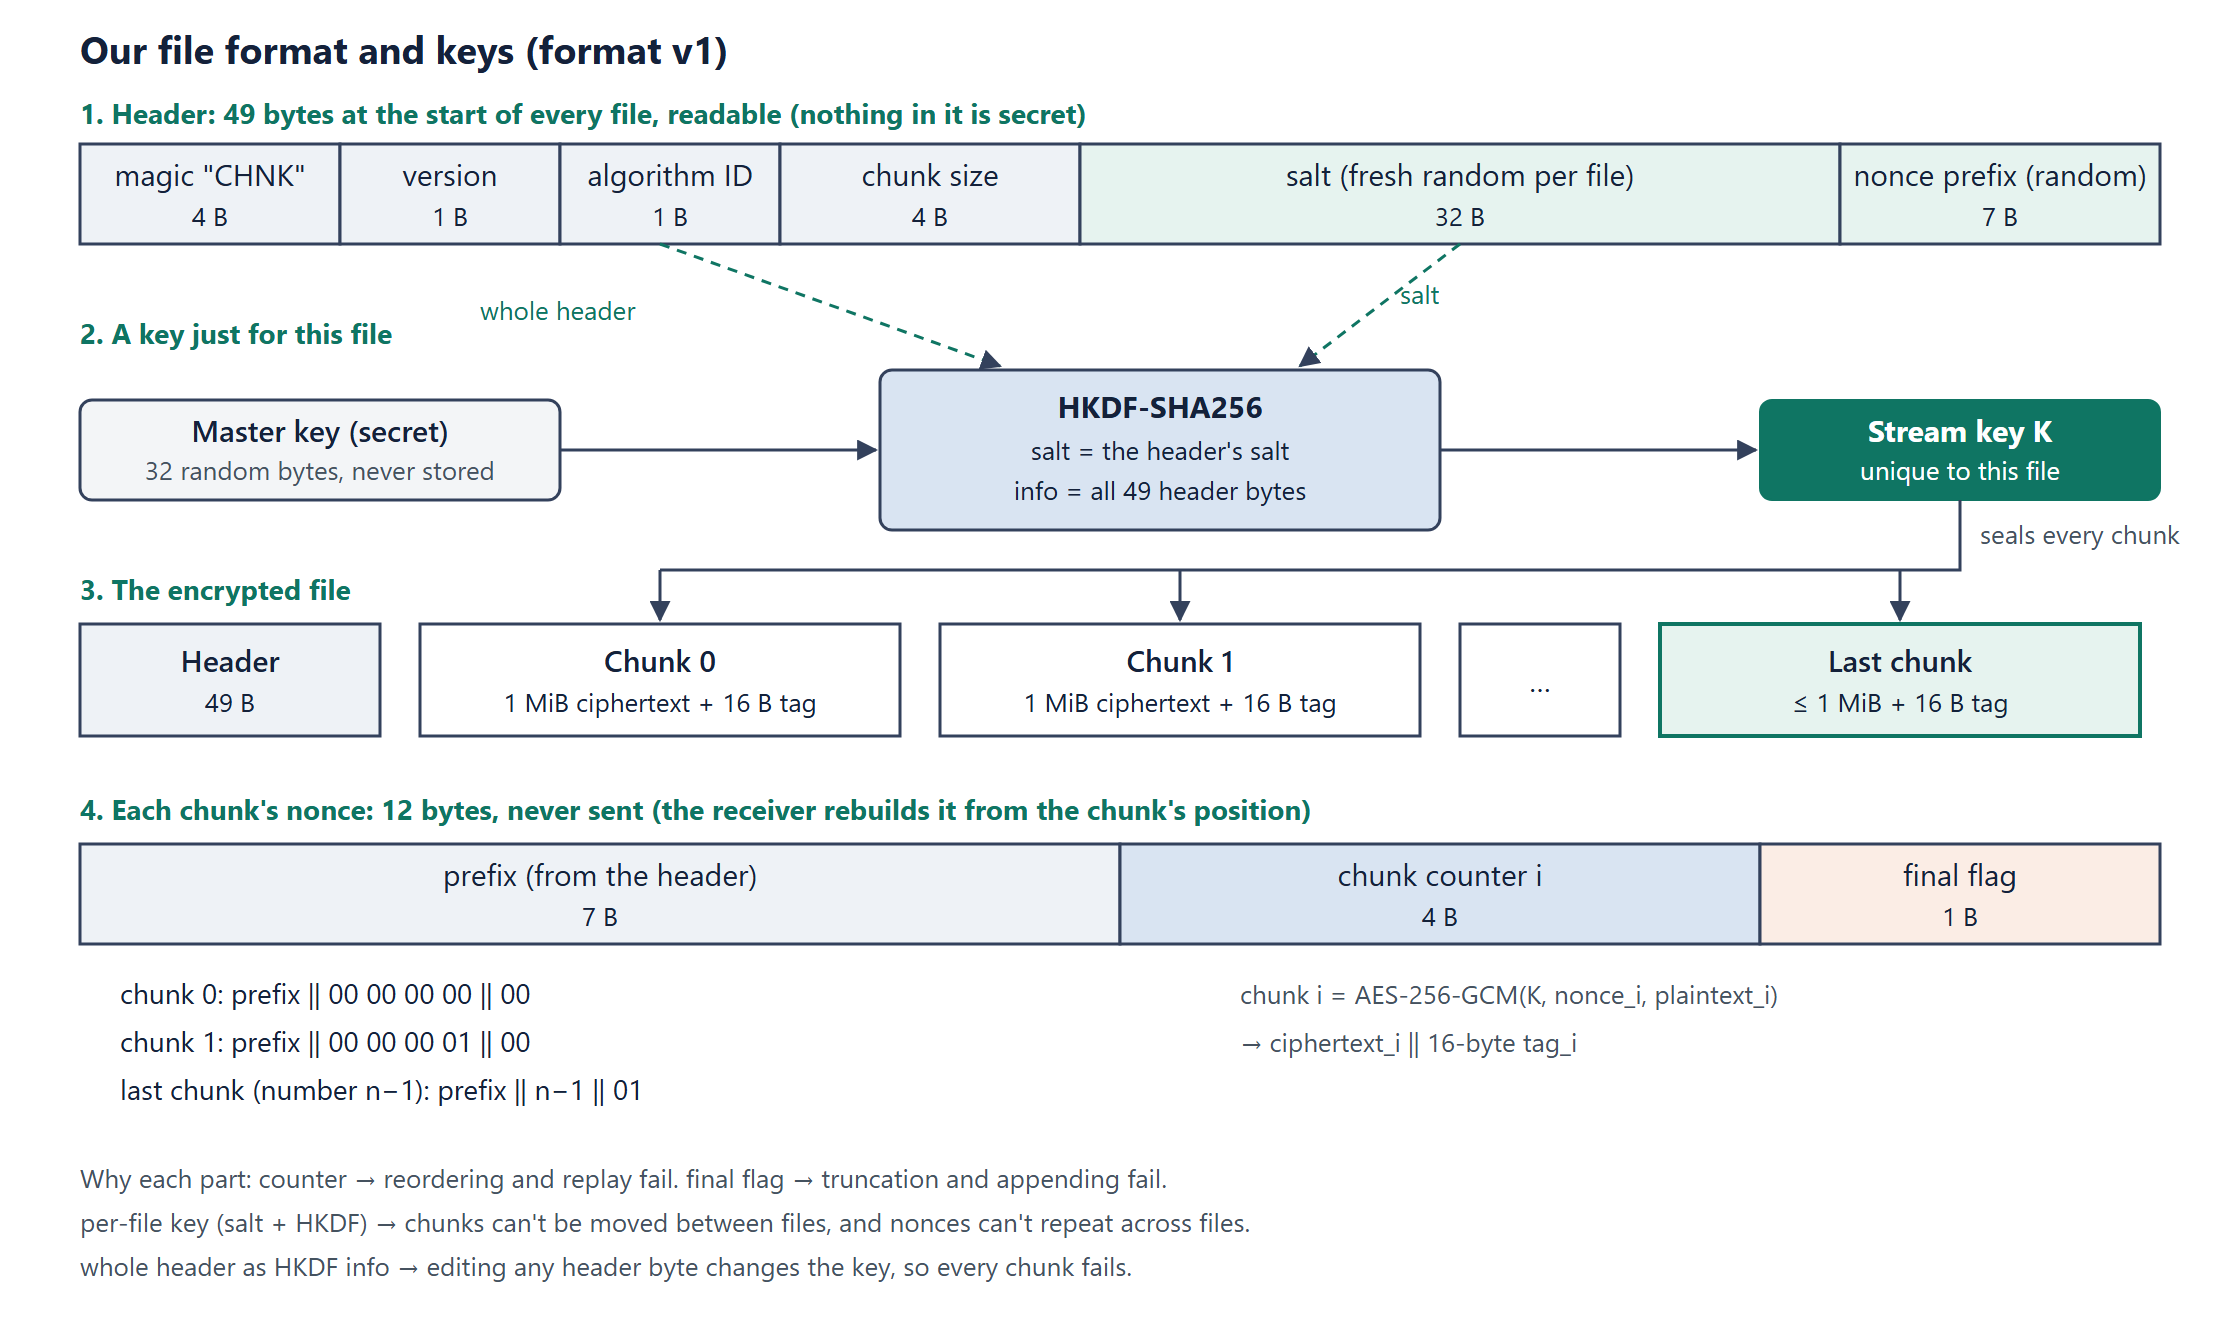 Our file format and keys (format v1)
1. Header: 49 bytes at the start of every file, readable (nothing in it is secret)
magic "CHNK"
4 B
version
1 B
algorithm ID
1 B
chunk size
4 B
salt (fresh random per file)
32 B
nonce prefix (random)
7 B
whole header
salt
2. A key just for this file
Master key (secret)
32 random bytes, never stored
HKDF-SHA256
salt = the header's salt
info = all 49 header bytes
Stream key K
unique to this file
seals every chunk
3. The encrypted file
Header
49 B
Chunk 0
1 MiB ciphertext + 16 B tag
Chunk 1
1 MiB ciphertext + 16 B tag
...
Last chunk
≤ 1 MiB + 16 B tag
4. Each chunk's nonce: 12 bytes, never sent (the receiver rebuilds it from the chunk's position)
prefix (from the header)
7 B
chunk counter i
4 B
final flag
1 B
chunk 0: prefix || 00 00 00 00 || 00
chunk 1: prefix || 00 00 00 01 || 00
last chunk (number n−1): prefix || n−1 || 01
chunk i = AES-256-GCM(K, nonce_i, plaintext_i)
→ ciphertext_i || 16-byte tag_i
Why each part: counter → reordering and replay fail. final flag → truncation and appending fail.
per-file key (salt + HKDF) → chunks can't be moved between files, and nonces can't repeat across files.
whole header as HKDF info → editing any header byte changes the key, so every chunk fails.